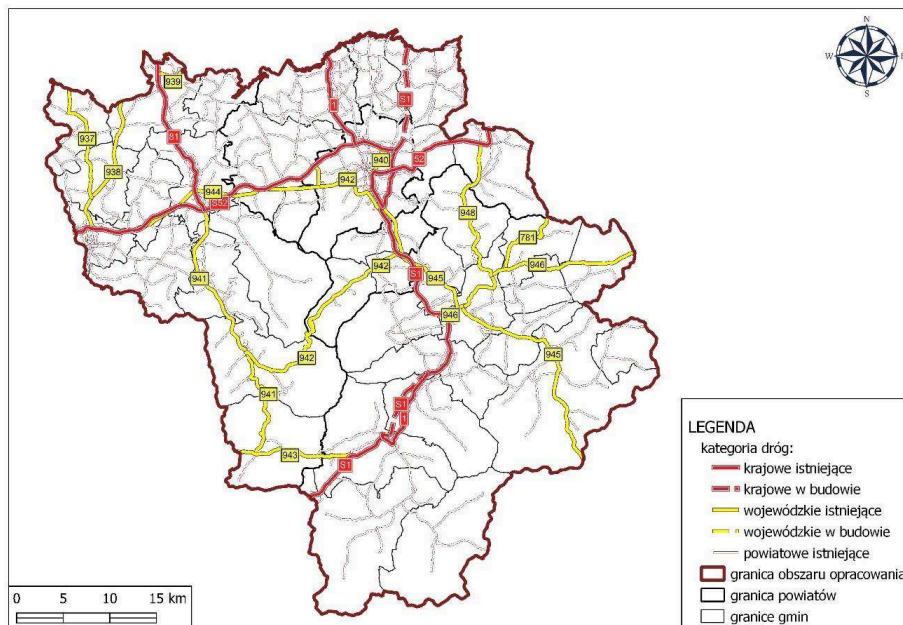 N
W
S
939
1
S1
937
81
938
940
52
944
942
S52
948
781
941
942
946
S1
945
946
942
945
941
S1
1
943
S1
LEGENDA
kategoria dróg:
krajowe istniejące
krajowe w budowie
wojewódzkie istniejące
wojewódzkie w budowie
powiatowe istniejące
granica obszaru opracowania
granica powiatów
granice gmin
0 5 10 15 km